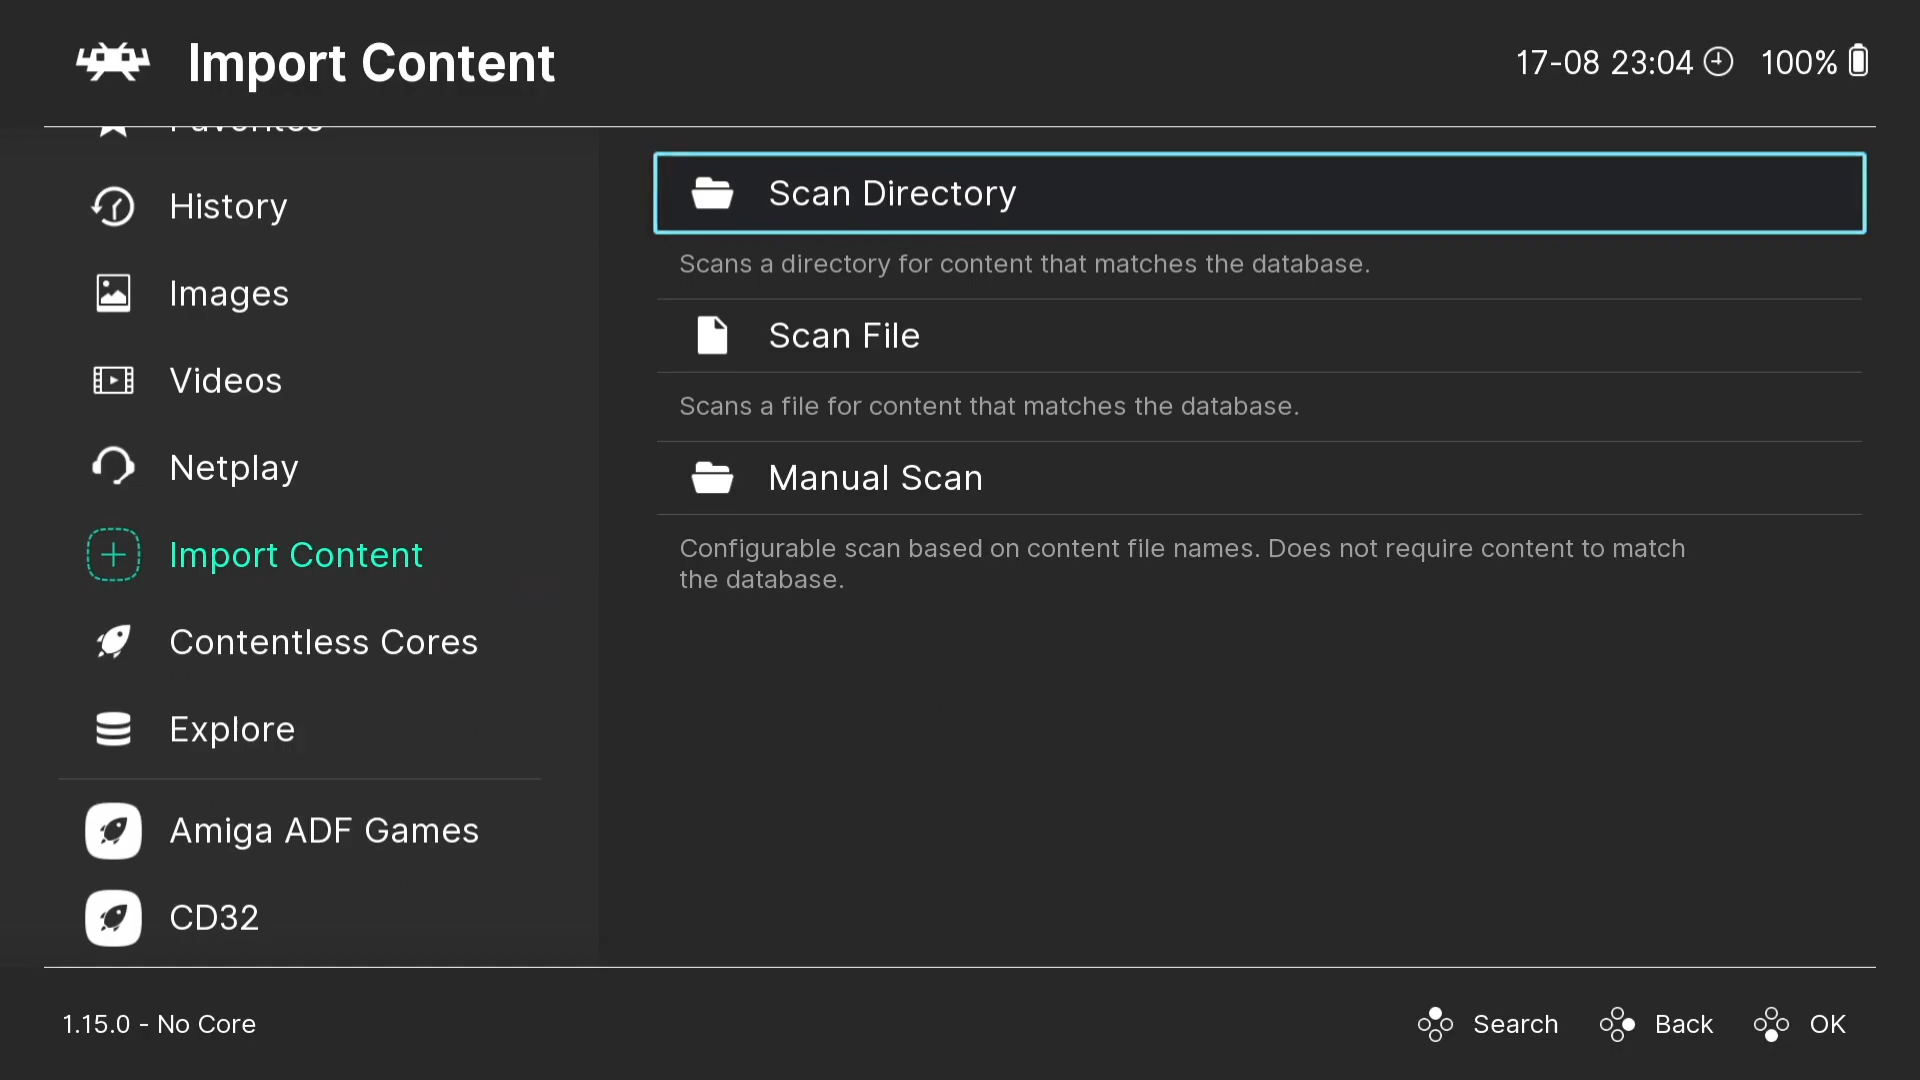 Import Content
17-08 23:04
100%
Favorites
History
Images
Videos
Netplay
Import Content
Contentless Cores
Explore
Amiga ADF Games
CD32
Scan Directory
Scans a directory for content that matches the database.
Scan File
Scans a file for content that matches the database.
Manual Scan
Configurable scan based on content file names. Does not require content to match
the database.
1.15.0 - No Core
Search
Back
OK